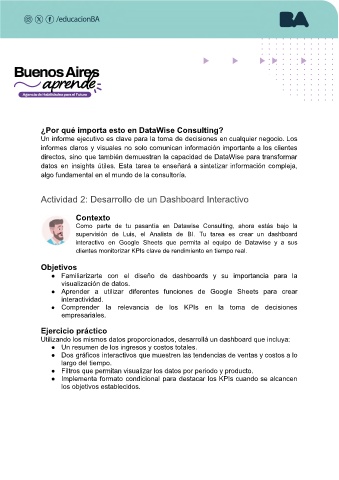 /educacionBA
BA
Buenos Aires
aprende
Agencia de Habilidades para el Futuro
¿Por qué importa esto en DataWise Consulting?
Un informe ejecutivo es clave para la toma de decisiones en cualquier negocio. Los
informes claros y visuales no solo comunican información importante a los clientes
directos, sino que también demuestran la capacidad de DataWise para transformar
datos en insights útiles. Esta tarea te enseñará a sintetizar información compleja,
algo fundamental en el mundo de la consultoría.
Actividad 2: Desarrollo de un Dashboard Interactivo
Contexto
Como parte de tu pasantía en Datawise Consulting, ahora estás bajo la
supervisión de Luis, el Analista de BI. Tu tarea es crear un dashboard
interactivo en Google Sheets que permita al equipo de Datawise y a sus
clientes monitorizar KPIs clave de rendimiento en tiempo real.
Objetivos
● Familiarizarte con el diseño de dashboards y su importancia para la
visualización de datos.
● Aprender a utilizar diferentes funciones de Google Sheets para crear
interactividad.
● Comprender la relevancia de los KPIs en la toma de decisiones
empresariales.
Ejercicio práctico
Utilizando los mismos datos proporcionados, desarrollá un dashboard que incluya:
● Un resumen de los ingresos y costos totales.
● Dos gráficos interactivos que muestren las tendencias de ventas y costos a lo
largo del tiempo.
● Filtros que permitan visualizar los datos por periodo y producto.
● Implementa formato condicional para destacar los KPIs cuando se alcancen
los objetivos establecidos.